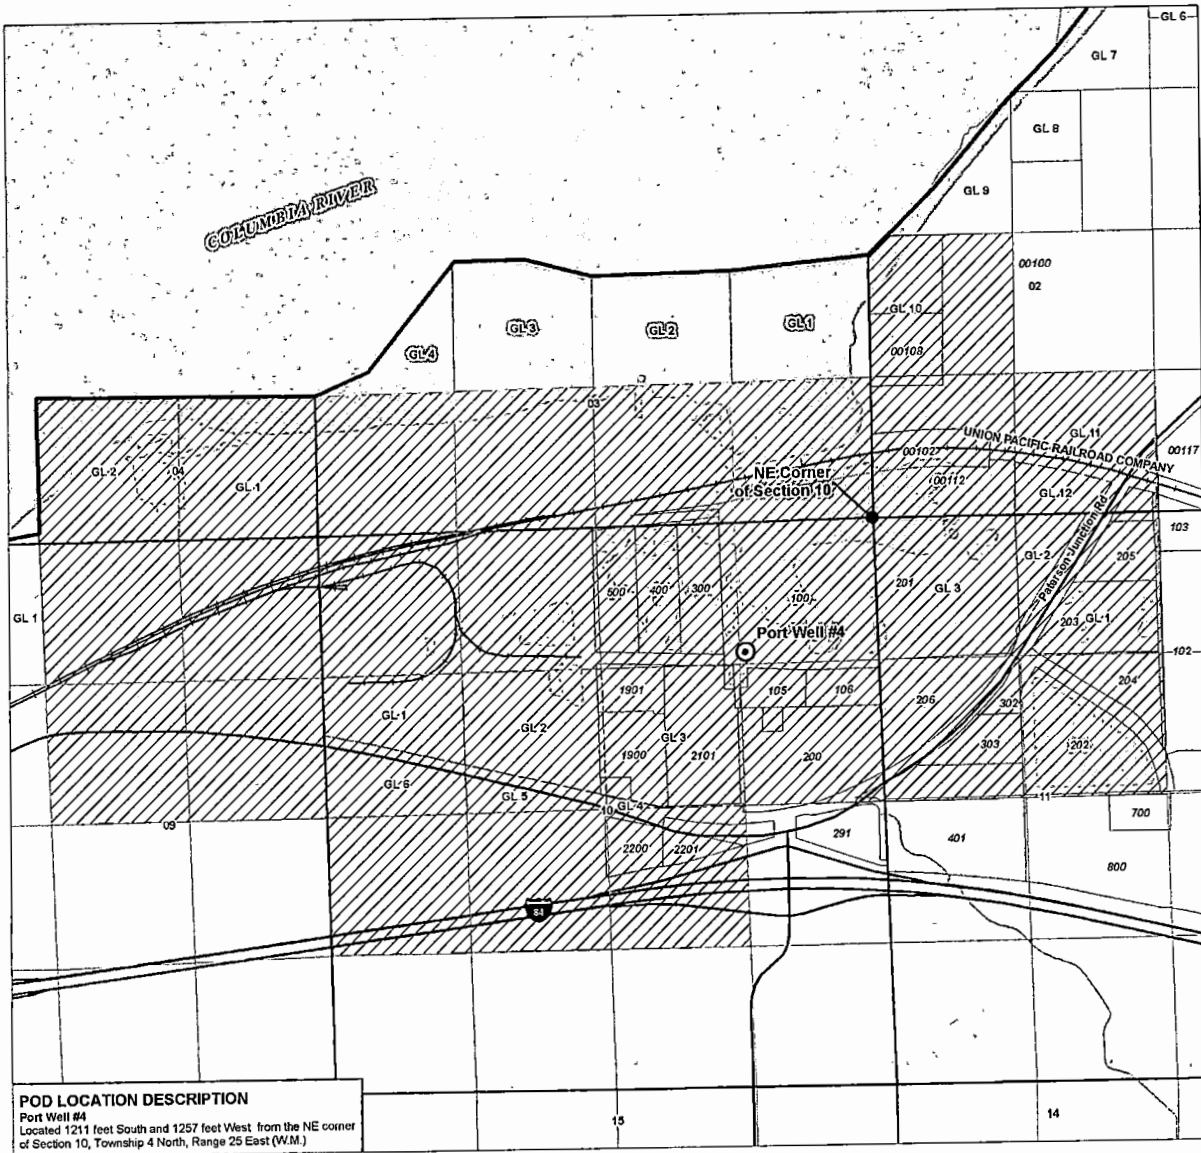 GL 6
GL 7
GL 8
GL 9
COLUMBIA RIVER
00100
02
GL 10
GL 3
GL 2
GL 1
GL 4
00108
03
GL 11
UNION PACIFIC RAILROAD COMPANY
00117
GL 2
04
GL 1
NE Corner
of Section 10
00102
00112
GL 12
103
Paterson Junction Rd
GL 2
205
GL 1
500
400
300
100
201
GL 3
203
GL 1
Port Well #4
102
1901
105
106
204
GL 1
GL 2
GL 3
206
302
1900
2101
200
303
202
GL 6
GL 5
10
GL 4
11
09
291
401
700
2200
2201
800
84
POD LOCATION DESCRIPTION
Port Well #4
Located 1211 feet South and 1257 feet West from the NE corner
of Section 10, Township 4 North, Range 25 East (W.M.)
15
14